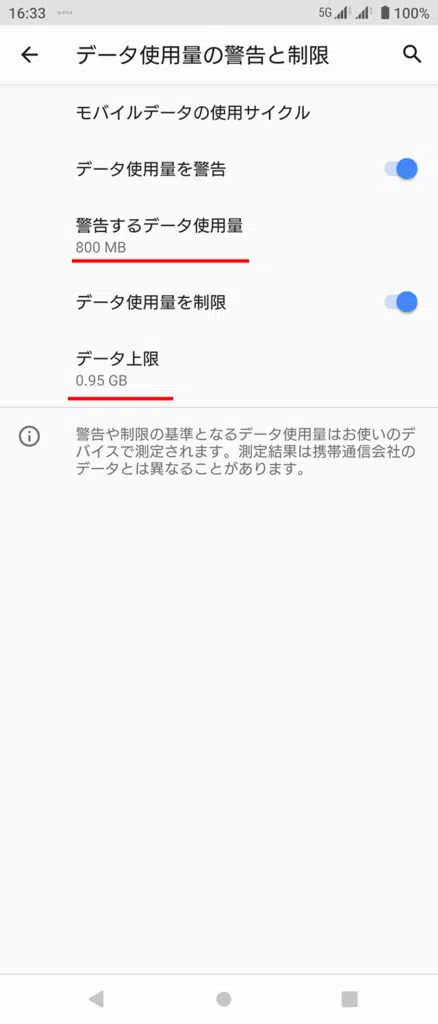 16:33 5G 100%
データ使用量の警告と制限
モバイルデータの使用サイクル
データ使用量を警告
警告するデータ使用量
800 MB
データ使用量を制限
データ上限
0.95 GB
警告や制限の基準となるデータ使用量はお使いのデ
バイスで測定されます。測定結果は携帯通信会社の
データとは異なることがあります。